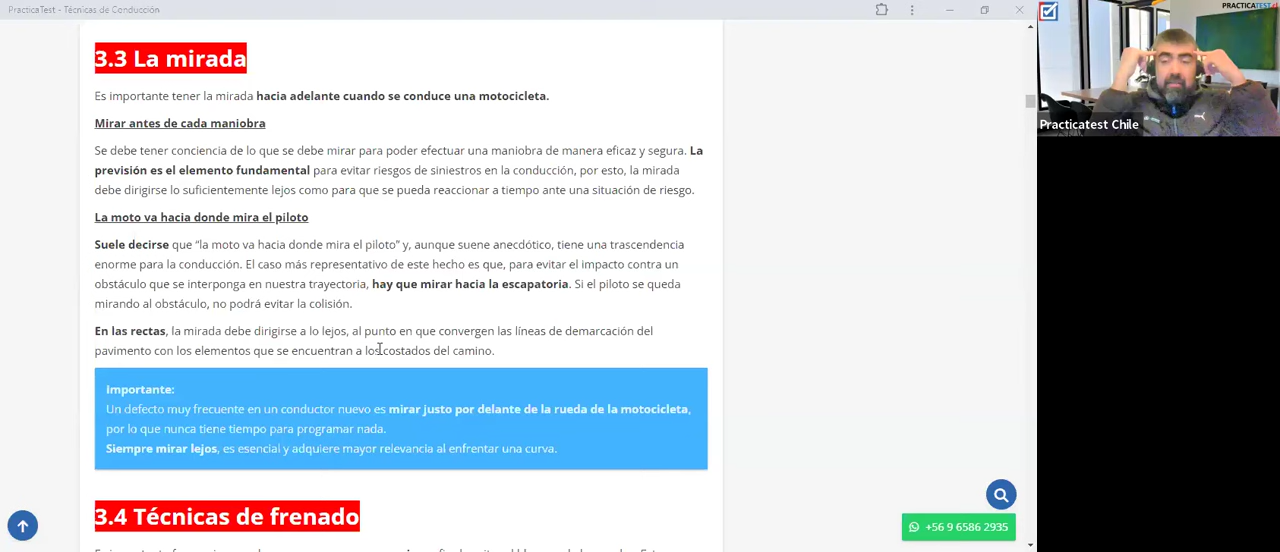 PracticaTest - Técnicas de Conducción
PRACTICATEST
Practicatest Chile
3.3 La mirada
Es importante tener la mirada hacia adelante cuando se conduce una motocicleta.
Mirar antes de cada maniobra
Se debe tener conciencia de lo que se debe mirar para poder efectuar una maniobra de manera eficaz y segura. La
previsión es el elemento fundamental para evitar riesgos de siniestros en la conducción, por esto, la mirada
debe dirigirse lo suficientemente lejos como para que se pueda reaccionar a tiempo ante una situación de riesgo.
La moto va hacia donde mira el piloto
Suele decirse que “la moto va hacia donde mira el piloto” y, aunque suene anecdótico, tiene una trascendencia
enorme para la conducción. El caso más representativo de este hecho es que, para evitar el impacto contra un
obstáculo que se interponga en nuestra trayectoria, hay que mirar hacia la escapatoria. Si el piloto se queda
mirando al obstáculo, no podrá evitar la colisión.
En las rectas, la mirada debe dirigirse a lo lejos, al punto en que convergen las líneas de demarcación del
pavimento con los elementos que se encuentran a los costados del camino.
Importante:
Un defecto muy frecuente en un conductor nuevo es mirar justo por delante de la rueda de la motocicleta,
por lo que nunca tiene tiempo para programar nada.
Siempre mirar lejos, es esencial y adquiere mayor relevancia al enfrentar una curva.
3.4 Técnicas de frenado
+56 9 6586 2935